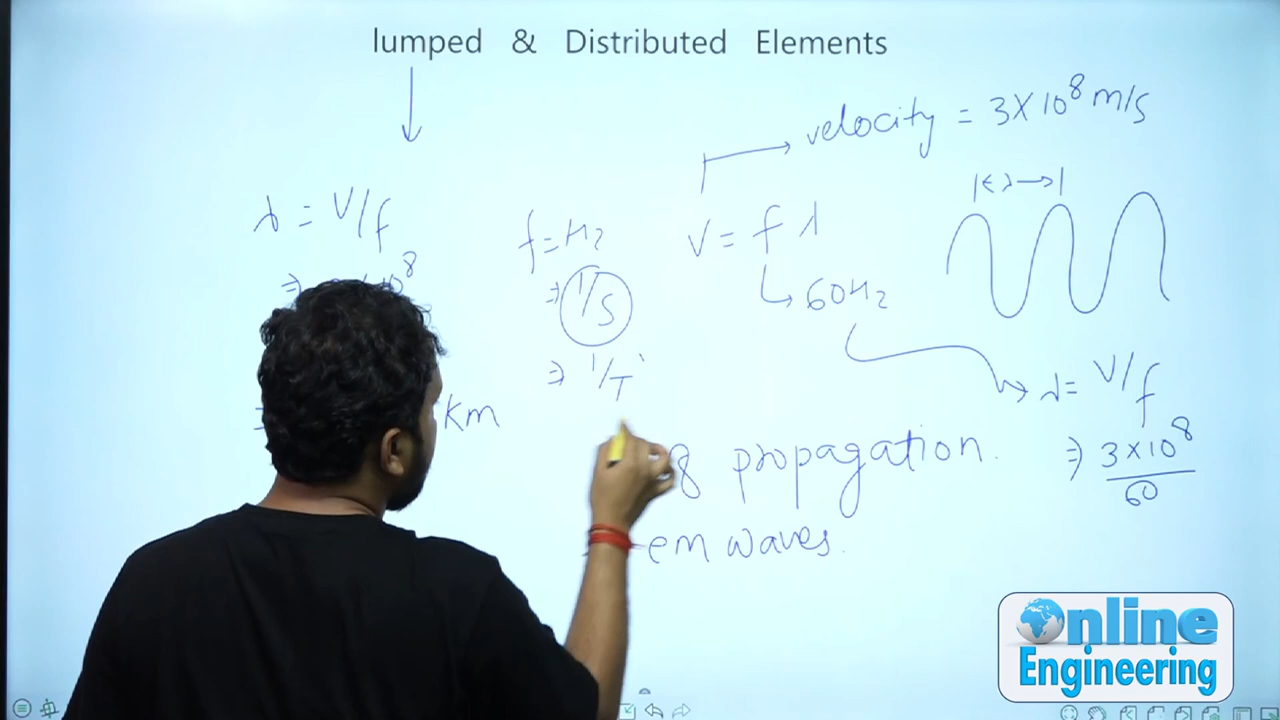 lumped & Distributed Elements
velocity = 3×10⁸ m/s
|← λ →|
λ = V/f
f = Hz
V = f λ
⇒ 1/S
60Hz
⇒ 1/T
λ = V/f
Km
propagation.
⇒ 3×10⁸
60
em waves.
Online
Engineering